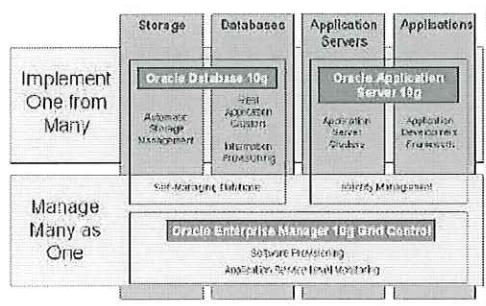 Storage
Databases
Application
Servers
Applications
Implement
One from
Many
Oracle Database 10g
Oracle Application
Server 10g
Automatic
Storage
Management
Real
Application
Clusters
Information
Provisioning
Application
Server
Clusters
Application
Development
Framework
Self-Managing Database
Identity Management
Manage
Many as
One
Oracle Enterprise Manager 10g Grid Control
Software Provisioning
Application Service Level Monitoring